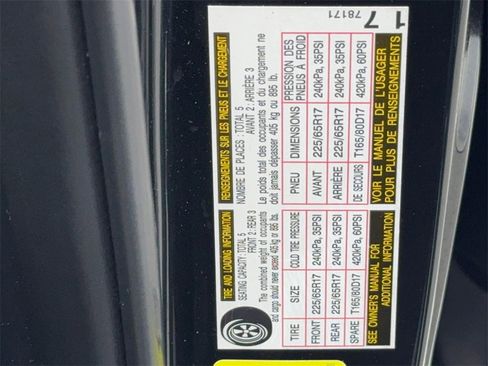 TIRE AND LOADING INFORMATION
SEATING CAPACITY: TOTAL 5
FRONT 2: REAR 3
The combined weight of occupants
and cargo should never exceed 405 kg or 895 lb.
TIRE SIZE COLD TIRE PRESSURE
FRONT 225/65R17 240kPa, 35PSI
REAR 225/65R17 240kPa, 35PSI
SPARE T165/80D17 420kPa, 60PSI
SEE OWNER'S MANUAL FOR
ADDITIONAL INFORMATION
RENSEIGNEMENTS SUR LES PNEUS ET LE CHARGEMENT
NOMBRE DE PLACES : TOTAL 5
AVANT 2 : ARRIÈRE 3
Le poids total des occupants et du chargement ne
doit jamais dépasser 405 kg ou 895 lb.
PNEU DIMENSIONS PRESSION DES
PNEUS À FROID
AVANT 225/65R17 240kPa, 35PSI
ARRIÈRE 225/65R17 240kPa, 35PSI
DE SECOURS T165/80D17 420kPa, 60PSI
VOIR LE MANUEL DE L'USAGER
POUR PLUS DE RENSEIGNEMENTS
78171
1 7